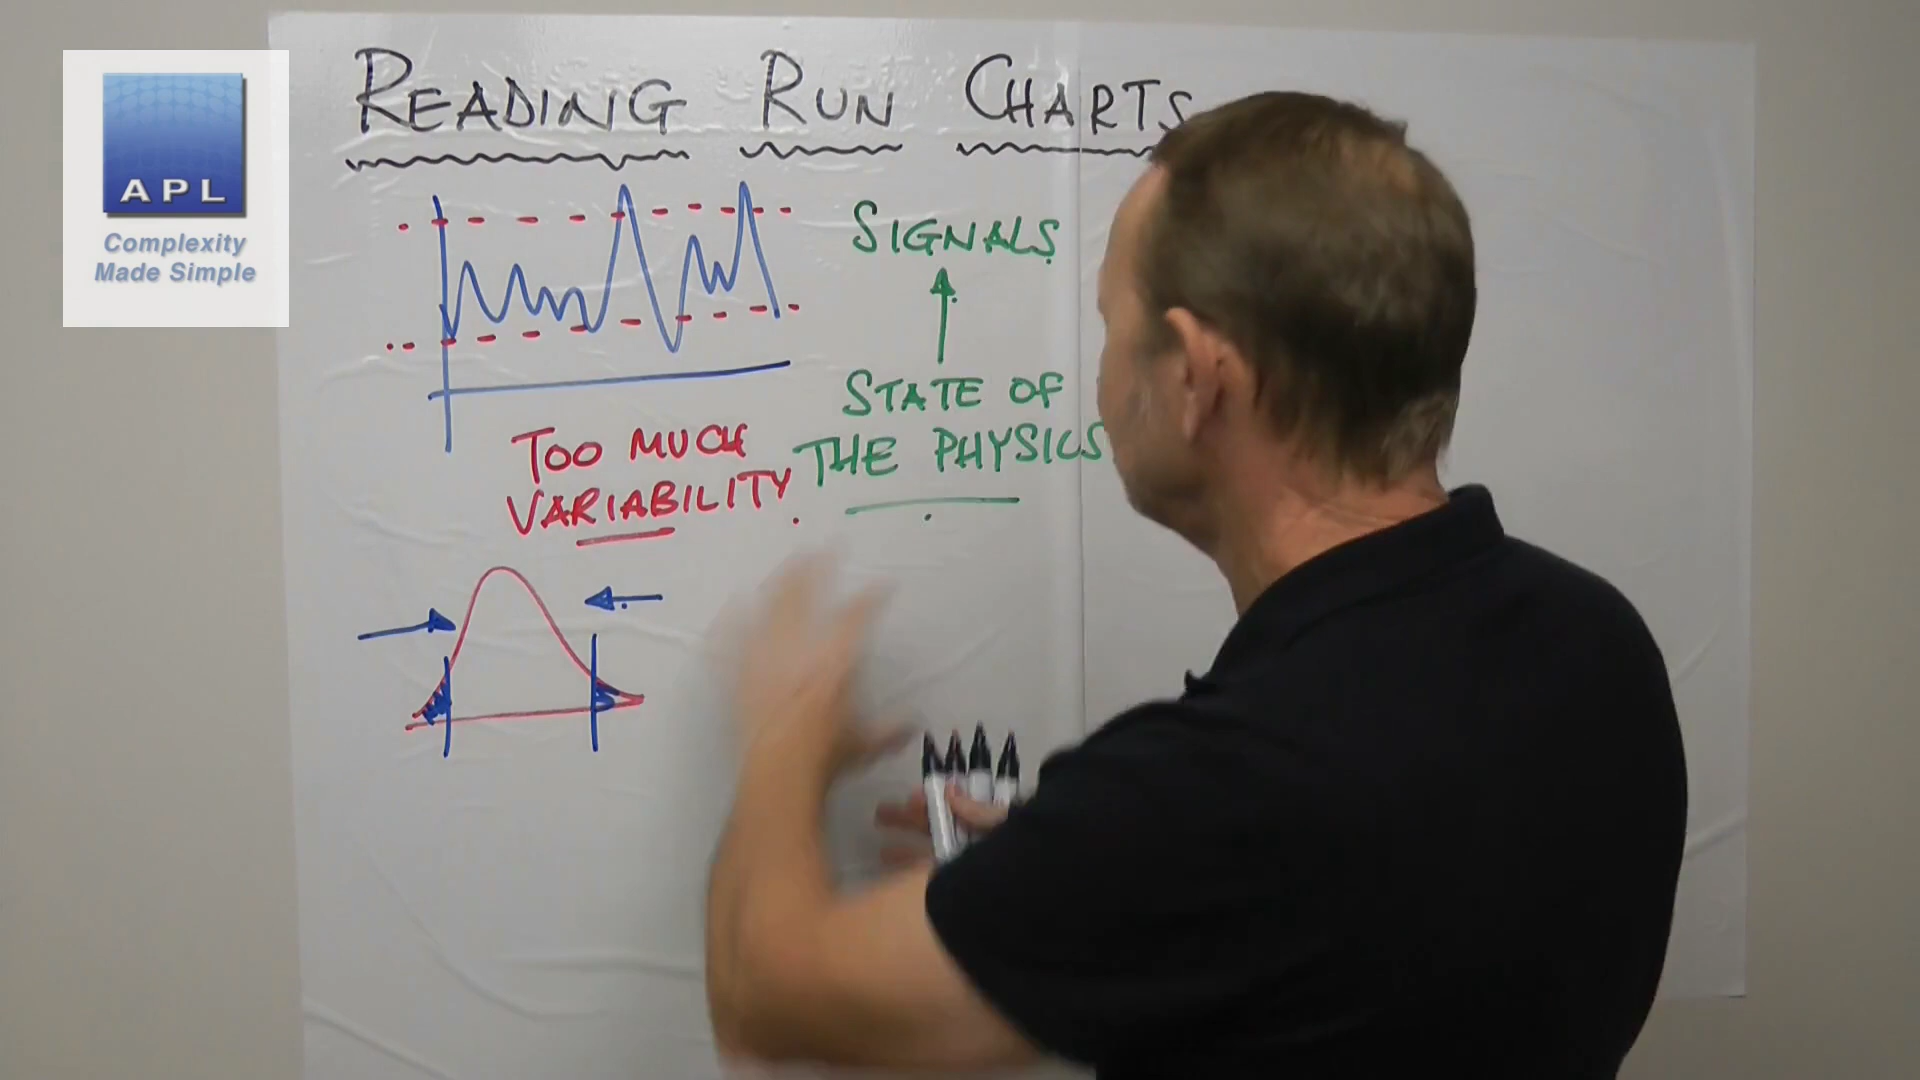 READING RUN CHARTS
APL
Complexity
Made Simple
SIGNALS
STATE OF
THE PHYSICS
TOO MUCH
VARIABILITY